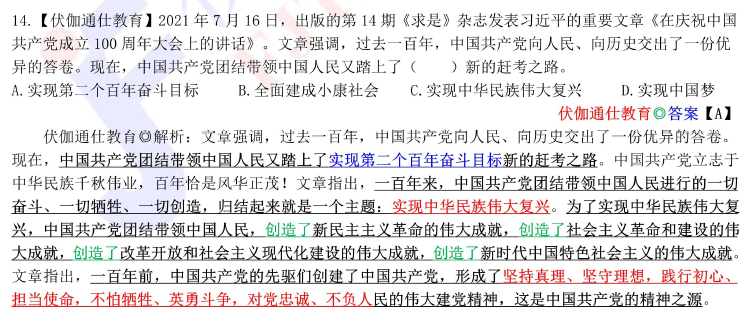 14.【伏伽通仕教育】2021 年 7 月 16 日，出版的第 14 期《求是》杂志发表习近平的重要文章《在庆祝中国
共产党成立 100 周年大会上的讲话》。文章强调，过去一百年，中国共产党向人民、向历史交出了一份优
异的答卷。现在，中国共产党团结带领中国人民又踏上了（　　）新的赶考之路。
A.实现第二个百年奋斗目标　　B.全面建成小康社会　　C.实现中华民族伟大复兴　　D.实现中国梦
伏伽通仕教育◎答案【A】
伏伽通仕教育◎解析：文章强调，过去一百年，中国共产党向人民、向历史交出了一份优异的答卷。
现在，中国共产党团结带领中国人民又踏上了实现第二个百年奋斗目标新的赶考之路。中国共产党立志于
中华民族千秋伟业，百年恰是风华正茂！文章指出，一百年来，中国共产党团结带领中国人民进行的一切
奋斗、一切牺牲、一切创造，归结起来就是一个主题：实现中华民族伟大复兴。为了实现中华民族伟大复
兴，中国共产党团结带领中国人民，创造了新民主主义革命的伟大成就，创造了社会主义革命和建设的伟
大成就，创造了改革开放和社会主义现代化建设的伟大成就，创造了新时代中国特色社会主义的伟大成就。
文章指出，一百年前，中国共产党的先驱们创建了中国共产党，形成了坚持真理、坚守理想，践行初心、
担当使命，不怕牺牲、英勇斗争，对党忠诚、不负人民的伟大建党精神，这是中国共产党的精神之源。